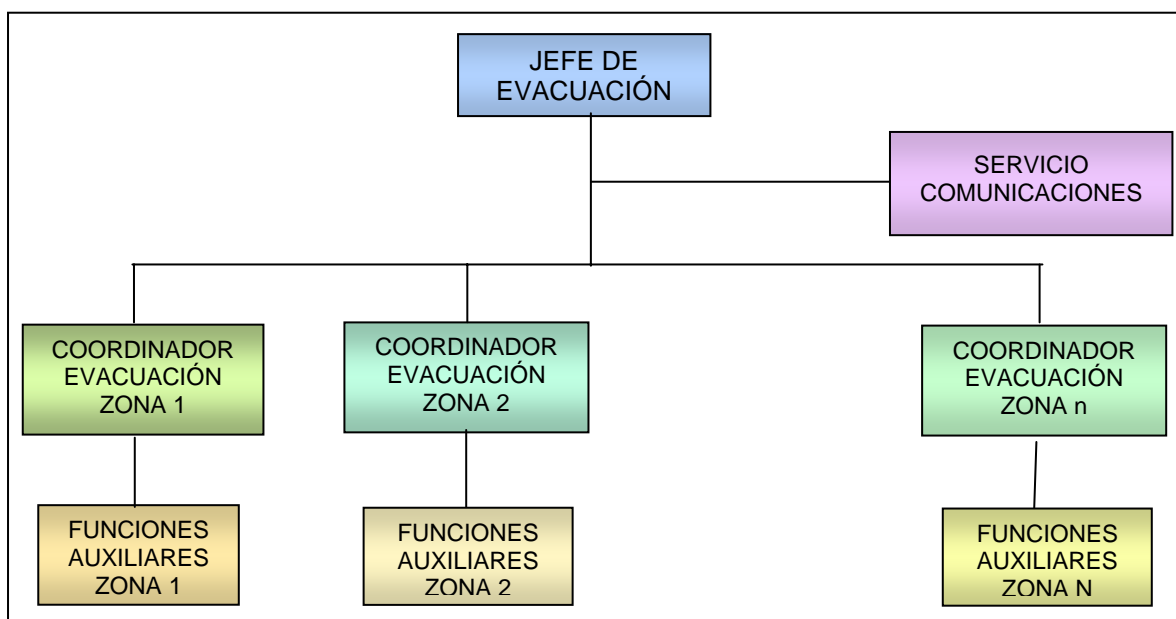 JEFE DE
EVACUACIÓN
SERVICIO
COMUNICACIONES
COORDINADOR
EVACUACIÓN
ZONA 1
COORDINADOR
EVACUACIÓN
ZONA 2
COORDINADOR
EVACUACIÓN
ZONA n
FUNCIONES
AUXILIARES
ZONA 1
FUNCIONES
AUXILIARES
ZONA 2
FUNCIONES
AUXILIARES
ZONA N